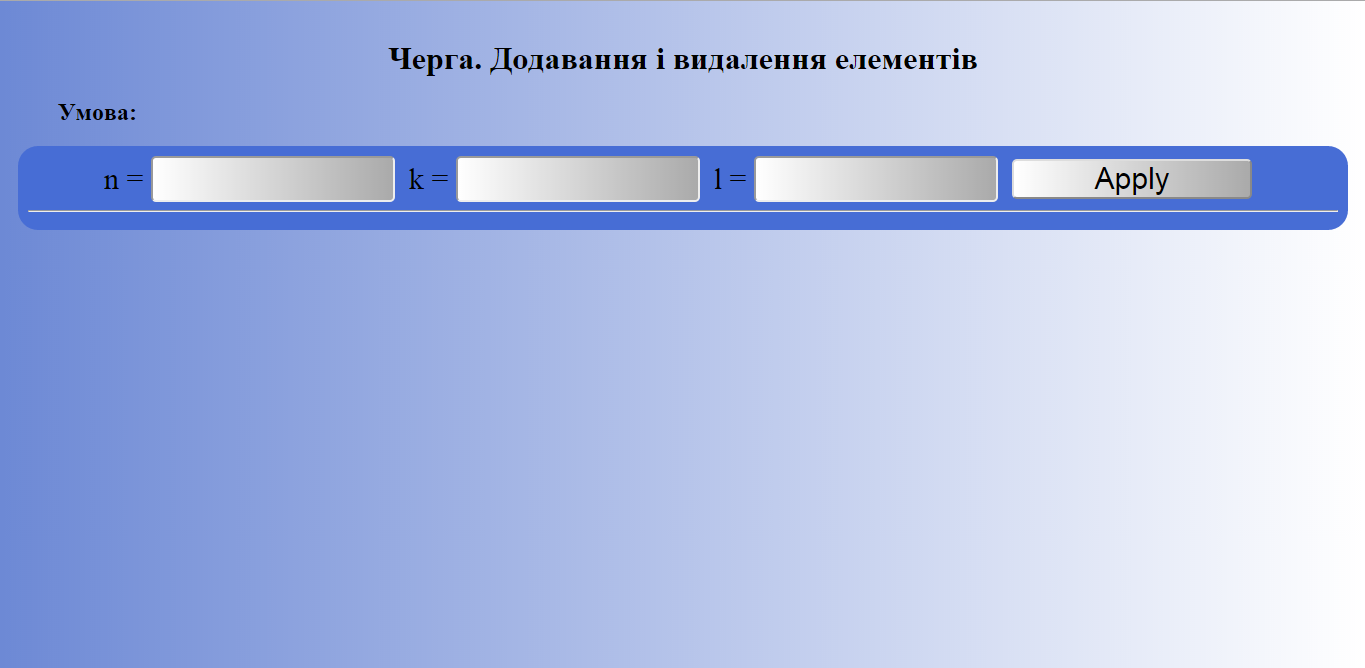 Черга. Додавання і видалення елементів
Умова:
n = k = l = Apply